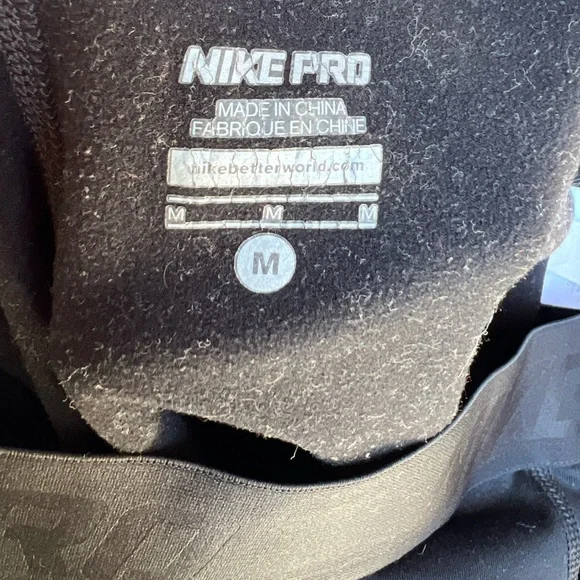 NIKE PRO
MADE IN CHINA
FABRIQUE EN CHINE
nikebetterworld.com
M M M
M